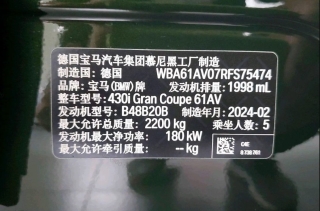 德国宝马汽车集团慕尼黑工厂制造
制造国：德国 WBA61AV07RFS75474
品牌：宝马(BMW)牌 发动机排量：1998 mL
整车型号：430i Gran Coupe 61AV
发动机型号：B48B20B 制造年月：2024-02
最大允许总质量：2200 kg 乘坐人数：5
发动机最大净功率：180 kW
最大允许牵引质量：--- kg